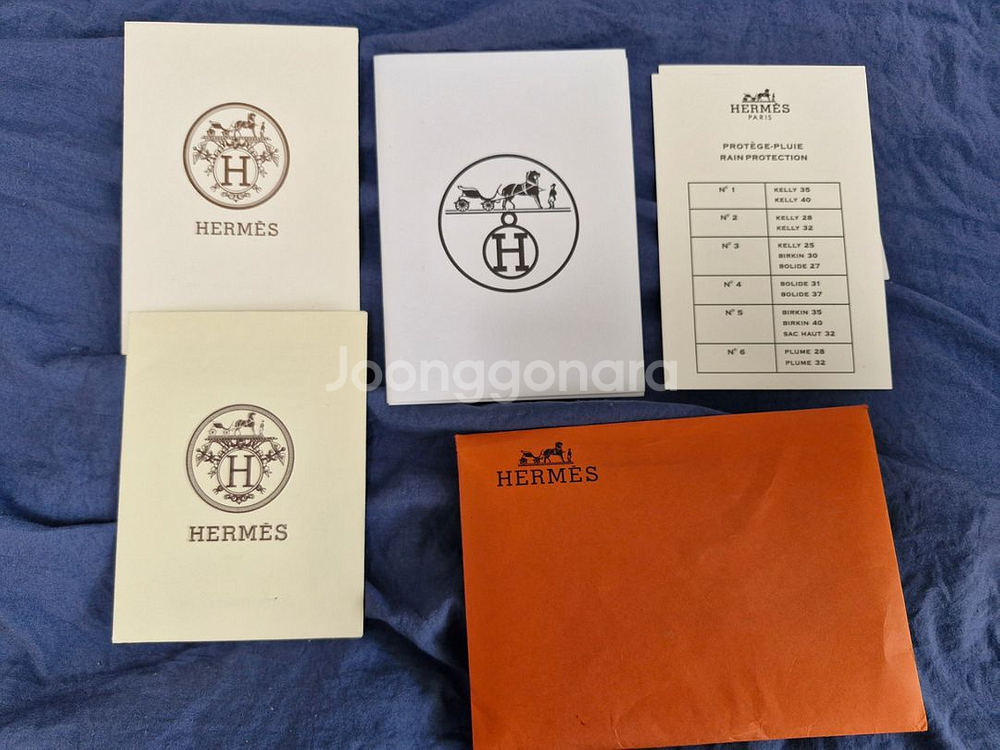 H
HERMÈS
H
HERMÈS
H
HERMÈS
PARIS
PROTÈGE-PLUIE
RAIN PROTECTION
N° 1 KELLY 35
KELLY 40
N° 2 KELLY 28
KELLY 32
N° 3 KELLY 25
BIRKIN 30
BOLIDE 27
N° 4 BOLIDE 31
BOLIDE 37
N° 5 BIRKIN 35
BIRKIN 40
SAC HAUT 32
N° 6 PLUME 28
PLUME 32
Joonggonara
HERMÈS